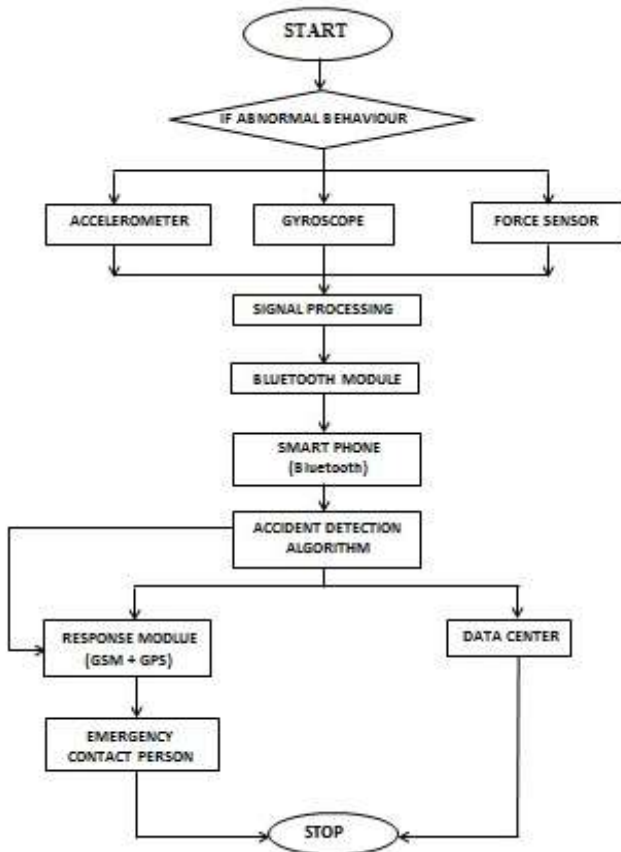 START
IF ABNORMAL BEHAVIOUR
ACCELEROMETER
GYROSCOPE
FORCE SENSOR
SIGNAL PROCESSING
BLUETOOTH MODULE
SMART PHONE
(Bluetooth)
ACCIDENT DETECTION
ALGORITHM
RESPONSE MODLUE
(GSM + GPS)
DATA CENTER
EMERGENCY
CONTACT PERSON
STOP